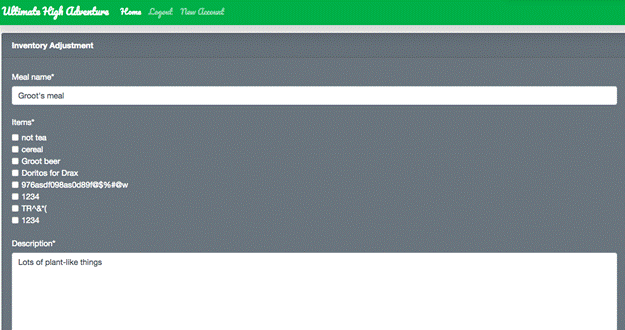 Ultimate High Adventure Home Logout New Account
Inventory Adjustment
Meal name*
Groot's meal
Items*
not tea
cereal
Groot beer
Doritos for Drax
976asdf098as0d89f@$%#@w
1234
TR^&*(
1234
Description*
Lots of plant-like things